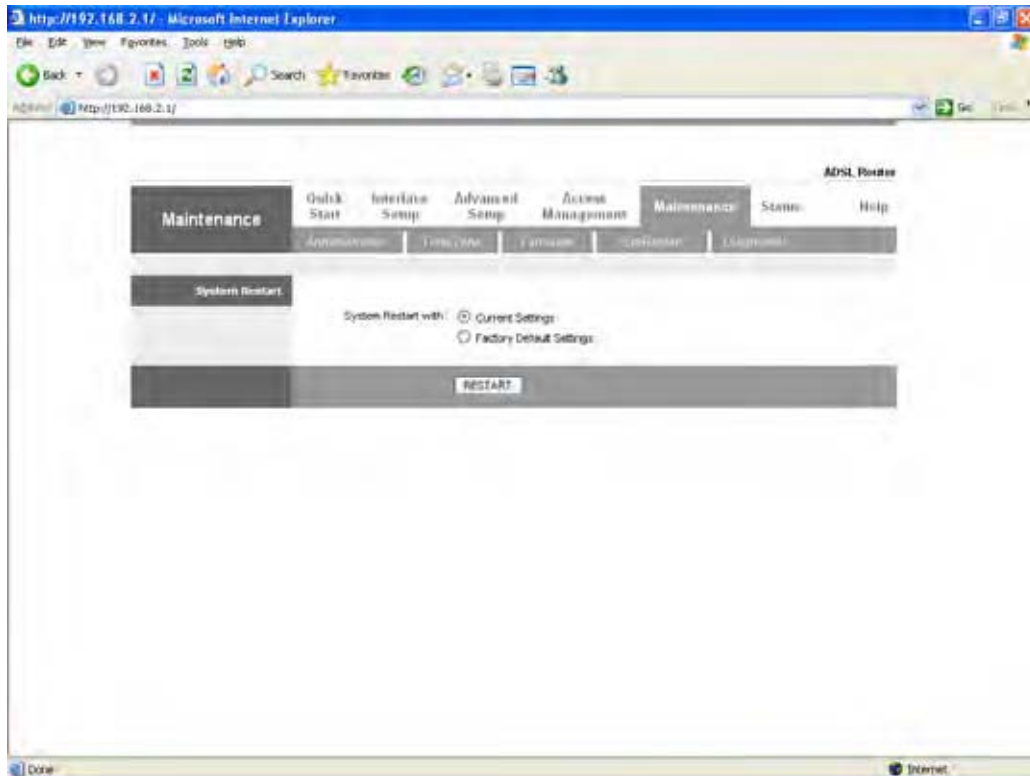 http://192.168.2.1/ - Microsoft Internet Explorer
File Edit View Favorites Tools Help
Back Search Favorites
http://192.168.2.1/ Go
ADSL Router
Maintenance
Quick Start Interface Setup Advanced Setup Access Management Maintenance Status Help
Administration Time Zone Firmware SysRestart Diagnostics
System Restart
System Restart with: Current Settings
Factory Default Settings
RESTART
Done Internet